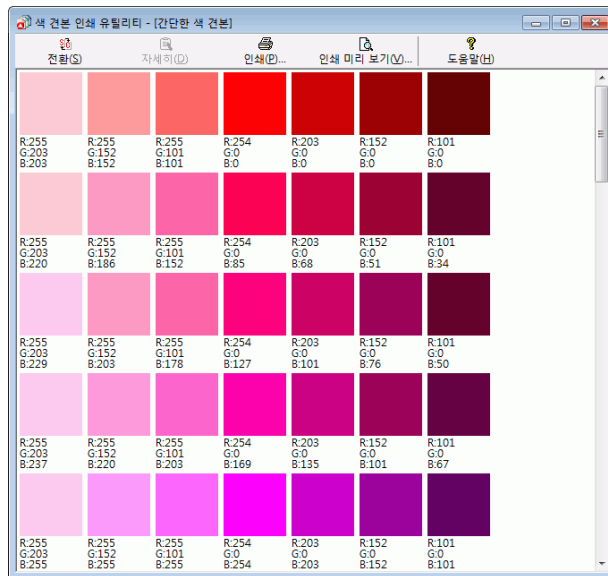 색 견본 인쇄 유틸리티 - [간단한 색 견본]
전환(S) 자세히(D) 인쇄(P)... 인쇄 미리 보기(V)... 도움말(H)
R:255 R:255 R:255 R:254 R:203 R:152 R:101
G:203 G:152 G:101 G:0 G:0 G:0 G:0
B:203 B:152 B:101 B:0 B:0 B:0 B:0
R:255 R:255 R:255 R:254 R:203 R:152 R:101
G:203 G:152 G:101 G:0 G:0 G:0 G:0
B:220 B:186 B:152 B:85 B:68 B:51 B:34
R:255 R:255 R:255 R:254 R:203 R:152 R:101
G:203 G:152 G:101 G:0 G:0 G:0 G:0
B:229 B:203 B:178 B:127 B:101 B:76 B:50
R:255 R:255 R:255 R:254 R:203 R:152 R:101
G:203 G:152 G:101 G:0 G:0 G:0 G:0
B:237 B:220 B:203 B:169 B:135 B:101 B:67
R:255 R:255 R:255 R:254 R:203 R:152 R:101
G:203 G:152 G:101 G:0 G:0 G:0 G:0
B:255 B:255 B:255 B:254 B:203 B:152 B:101